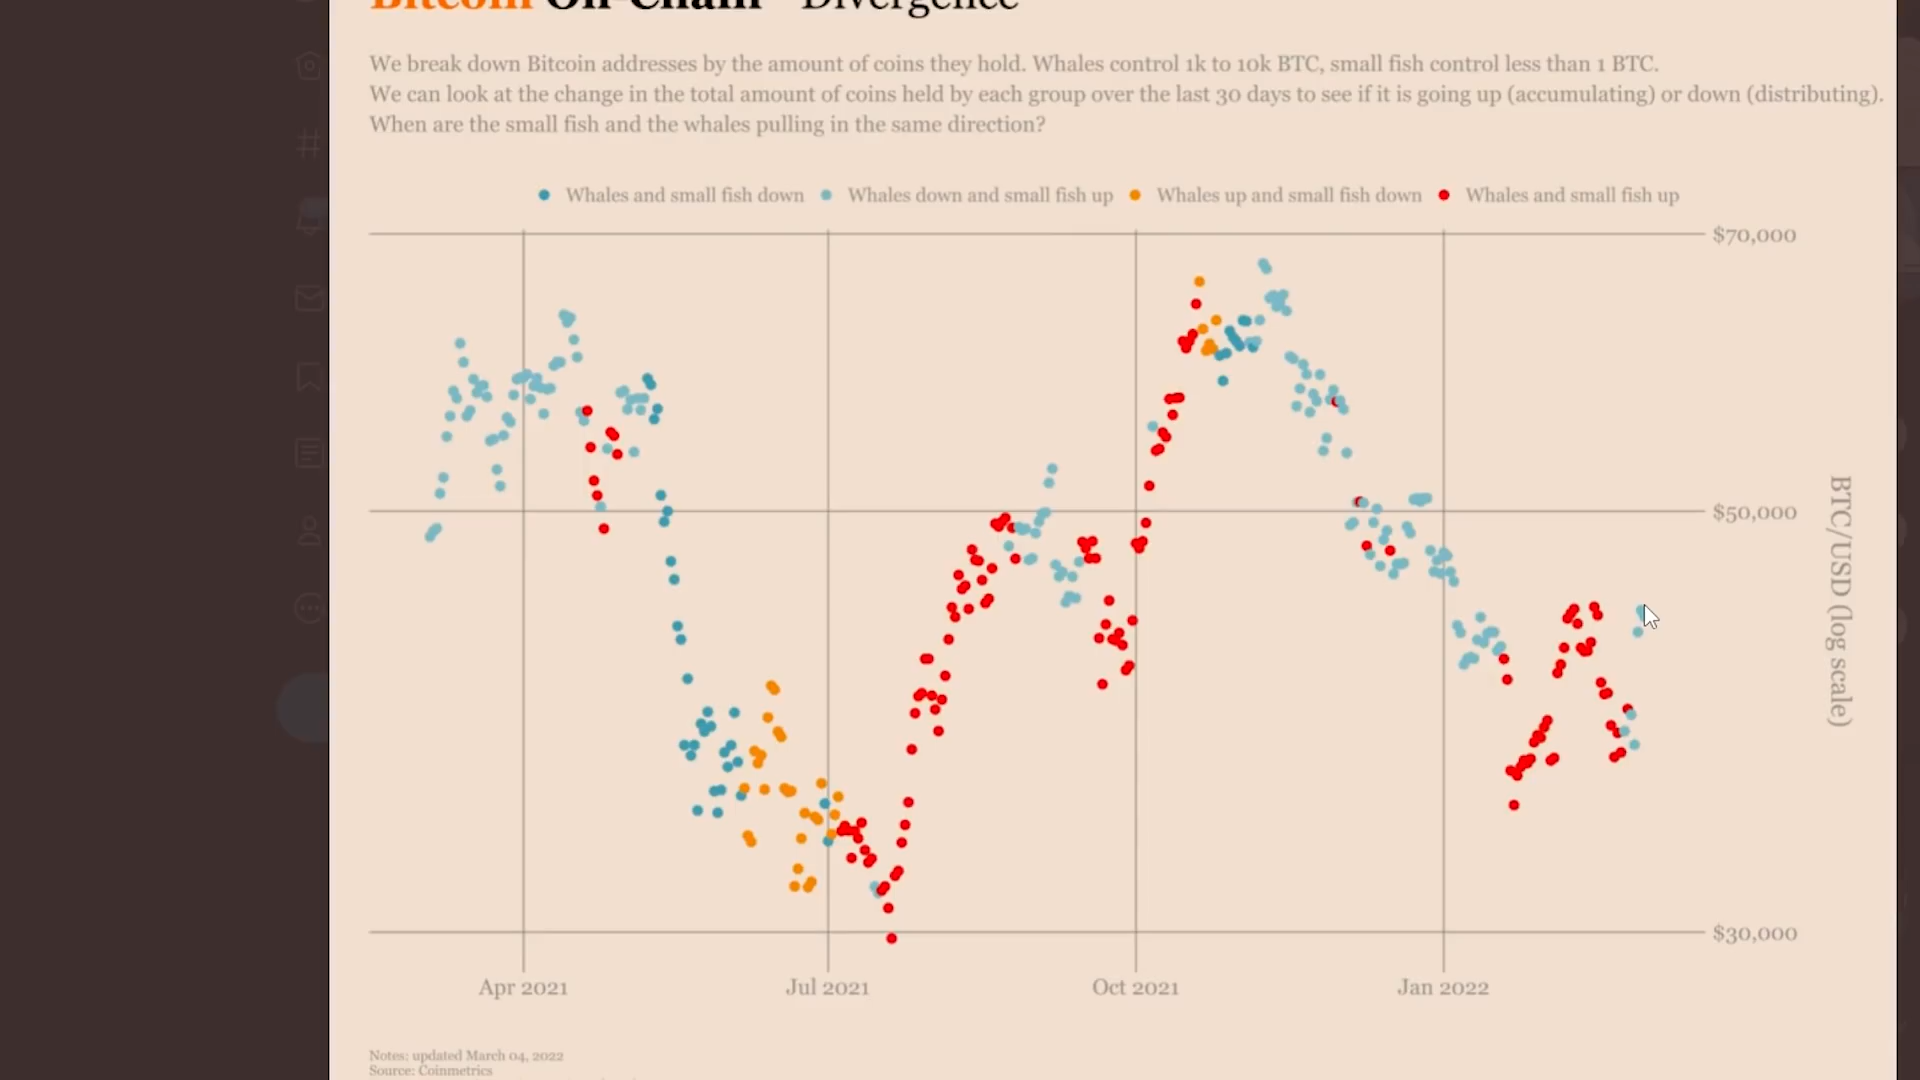 Bitcoin On-Chain Divergence
We break down Bitcoin addresses by the amount of coins they hold. Whales control 1k to 10k BTC, small fish control less than 1 BTC.
We can look at the change in the total amount of coins held by each group over the last 30 days to see if it is going up (accumulating) or down (distributing).
When are the small fish and the whales pulling in the same direction?
Whales and small fish down
Whales down and small fish up
Whales up and small fish down
Whales and small fish up
$70,000
$50,000
BTC/USD (log scale)
$30,000
Apr 2021
Jul 2021
Oct 2021
Jan 2022
Notes: updated March 04, 2022
Source: Coinmetrics